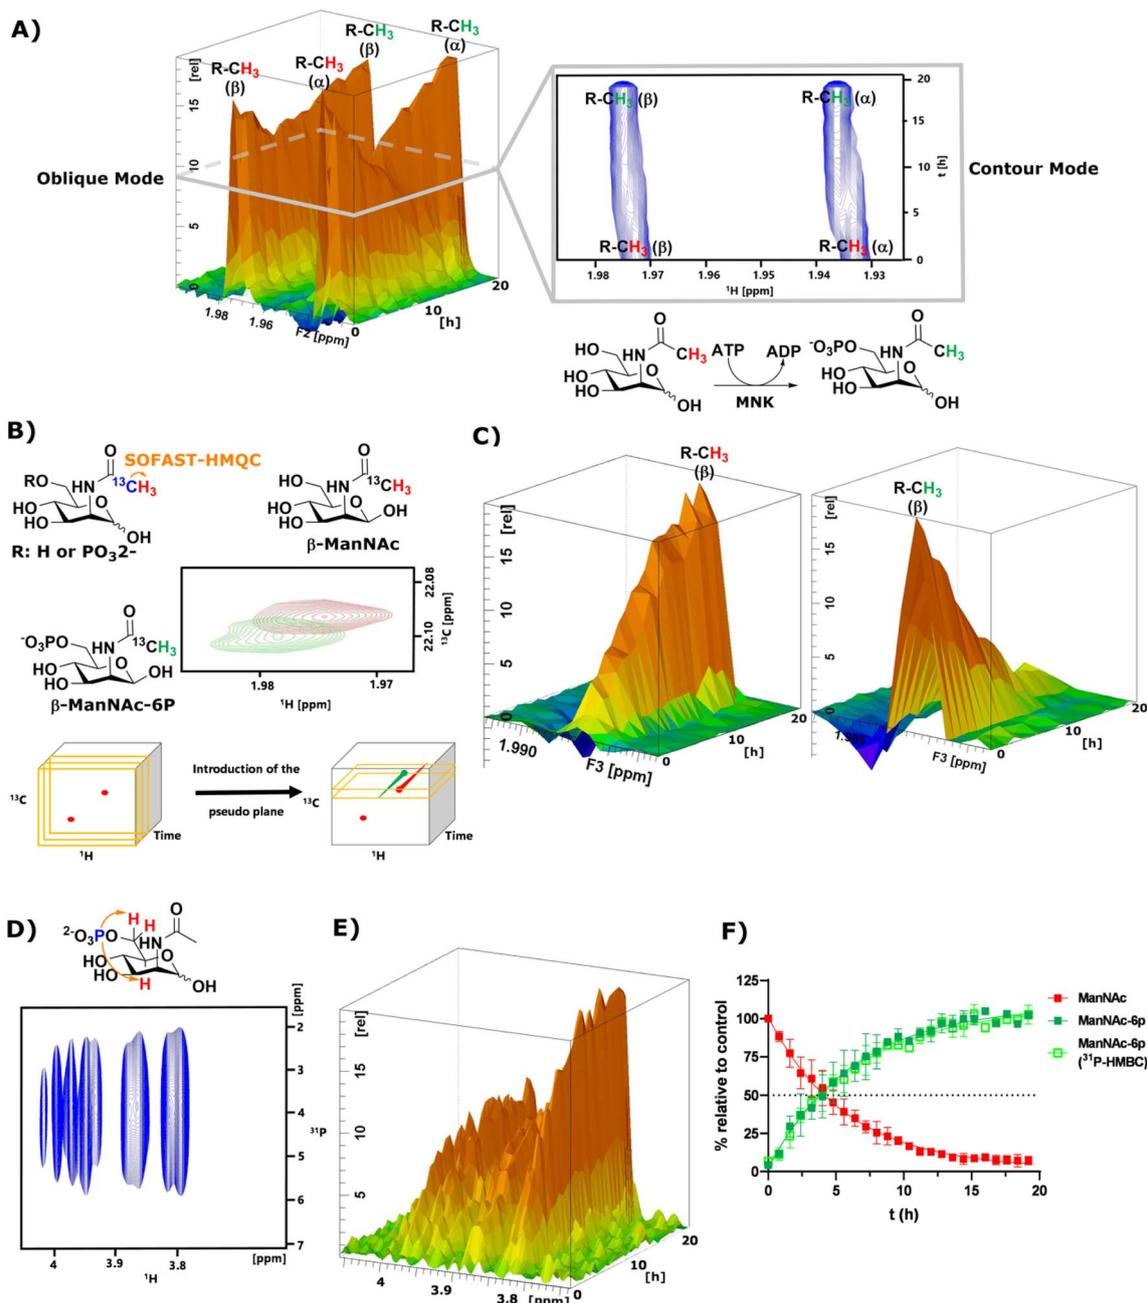 A)
R-CH3
(β)
R-CH3
(α)
R-CH3
(β)
R-CH3
(α)
[rel]
15
10
5
0
Oblique Mode
1.98
1.96
F2 [ppm]
0
10
20
[h]
R-CH3 (β)
R-CH3 (α)
R-CH3 (β)
R-CH3 (α)
20
15
10
5
0
t [h]
1.98
1.97
1.96
1.95
1.94
1.93
1H [ppm]
Contour Mode
HO
HO
HO
NH
O
CH3
O
OH
ATP
ADP
MNK
-O3PO
HO
HO
NH
O
CH3
O
OH
B)
SOFAST-HMQC
RO
HO
HO
NH
O
13CH3
O
OH
R: H or PO32-
HO
HO
HO
NH
O
13CH3
O
OH
β-ManNAc
-O3PO
HO
HO
NH
O
13CH3
O
OH
β-ManNAc-6P
22.08
22.10
13C [ppm]
1.98
1.97
1H [ppm]
13C
1H
Time
Introduction of the
pseudo plane
13C
1H
Time
C)
R-CH3
(β)
[rel]
15
10
5
0
1.990
F3 [ppm]
0
10
20
[h]
R-CH3
(β)
[rel]
15
10
5
0
1.985
F3 [ppm]
0
10
20
[h]
D)
2-O3PO
H
H
HN
O
HO
HO
O
H
OH
[ppm]
2
3
4
5
6
7
4
3.9
3.8
[ppm]
1H
31P
E)
[rel]
15
10
5
4
3.9
3.8
[ppm]
0
10
20
[h]
F)
% relative to control
125
100
75
50
25
0
0
5
10
15
20
t (h)
ManNAc
ManNAc-6p
ManNAc-6p
(31P-HMBC)